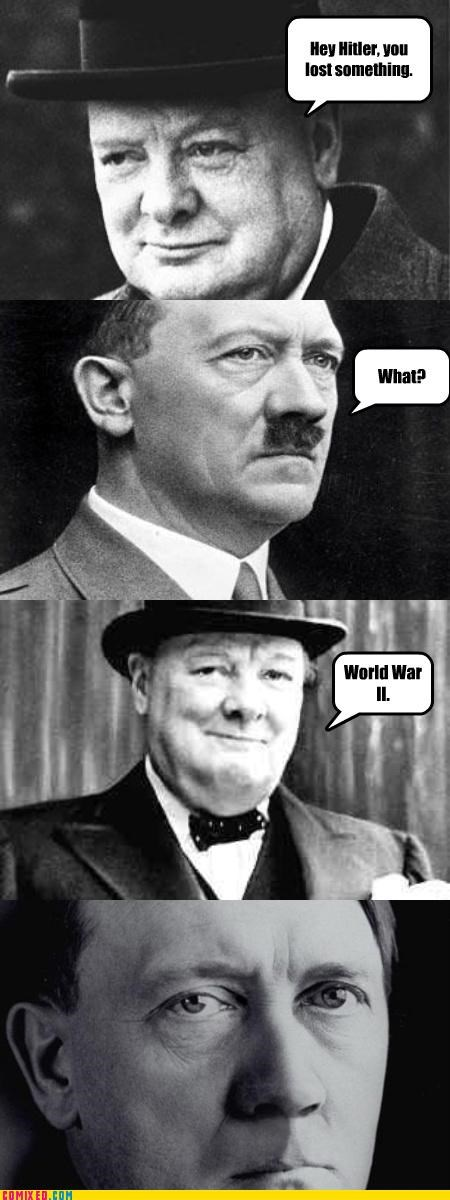 Hey Hitler, you
lost something.
What?
World War
II.
COMIXED.COM